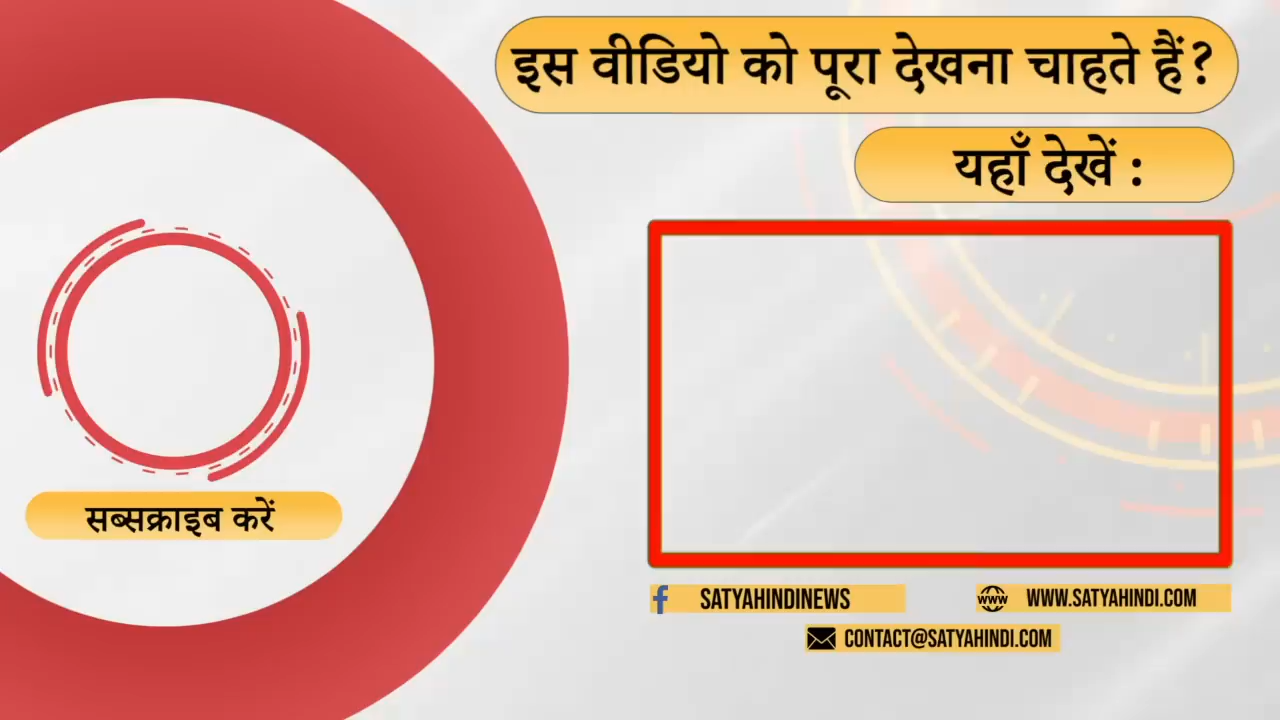 इस वीडियो को पूरा देखना चाहते हैं?
यहाँ देखें :
सब्सक्राइब करें
SATYAHINDINEWS
WWW.SATYAHINDI.COM
CONTACT@SATYAHINDI.COM